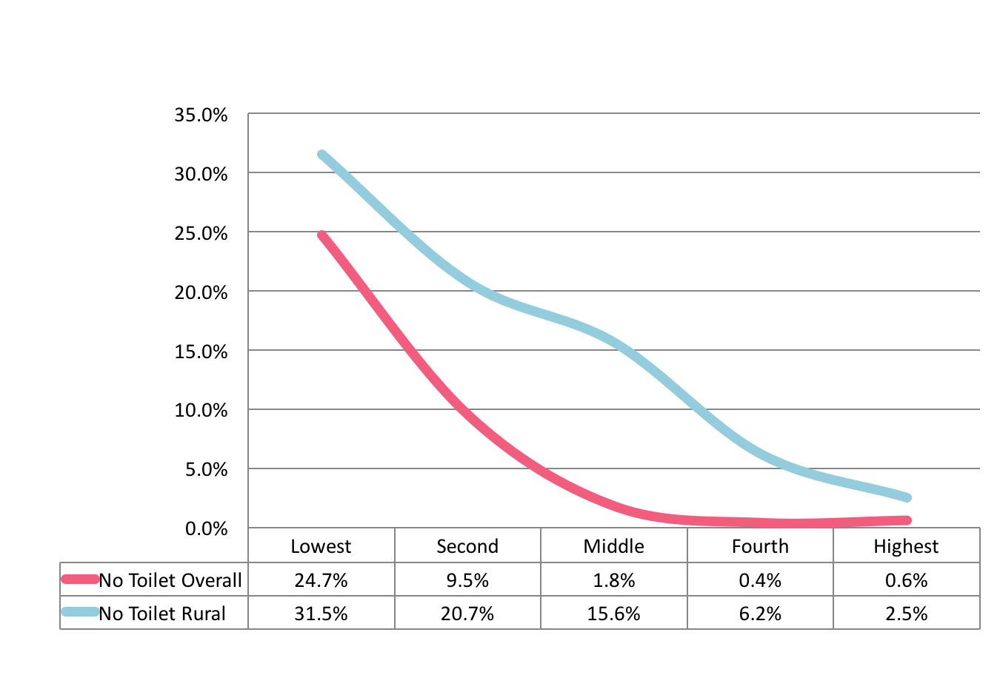 35.0%
30.0%
25.0%
20.0%
15.0%
10.0%
5.0%
0.0%
Lowest Second Middle Fourth Highest
No Toilet Overall 24.7% 9.5% 1.8% 0.4% 0.6%
No Toilet Rural 31.5% 20.7% 15.6% 6.2% 2.5%